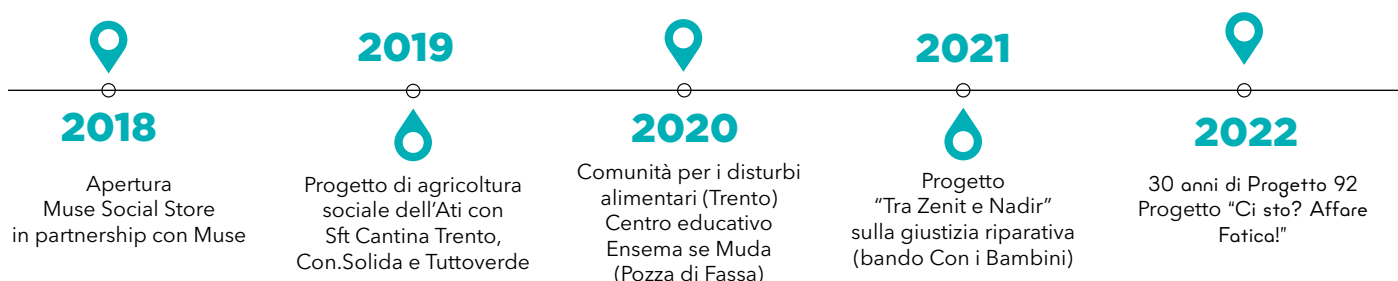 2018
Apertura
Muse Social Store
in partnership con Muse
2019
Progetto di agricoltura
sociale dell'Ati con
Sft Cantina Trento,
Con.Solida e Tuttoverde
2020
Comunità per i disturbi
alimentari (Trento)
Centro educativo
Ensema se Muda
(Pozza di Fassa)
2021
Progetto
“Tra Zenit e Nadir”
sulla giustizia riparativa
(bando Con i Bambini)
2022
30 anni di Progetto 92
Progetto “Ci sto? Affare
Fatica!”